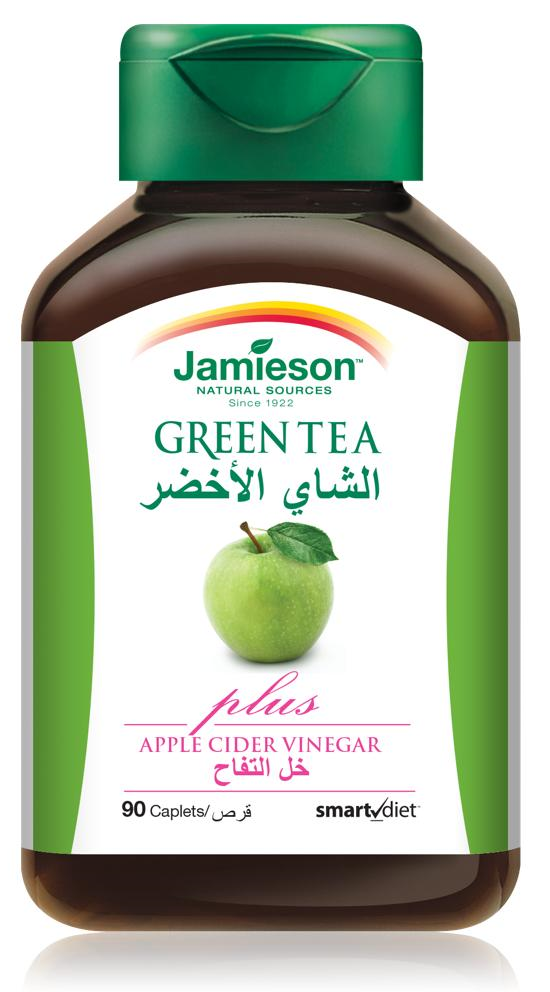 Jamieson™
NATURAL SOURCES
Since 1922
GREEN TEA
الشاي الأخضر
plus
APPLE CIDER VINEGAR
خل التفاح
90 Caplets/قرص
smart✓diet™